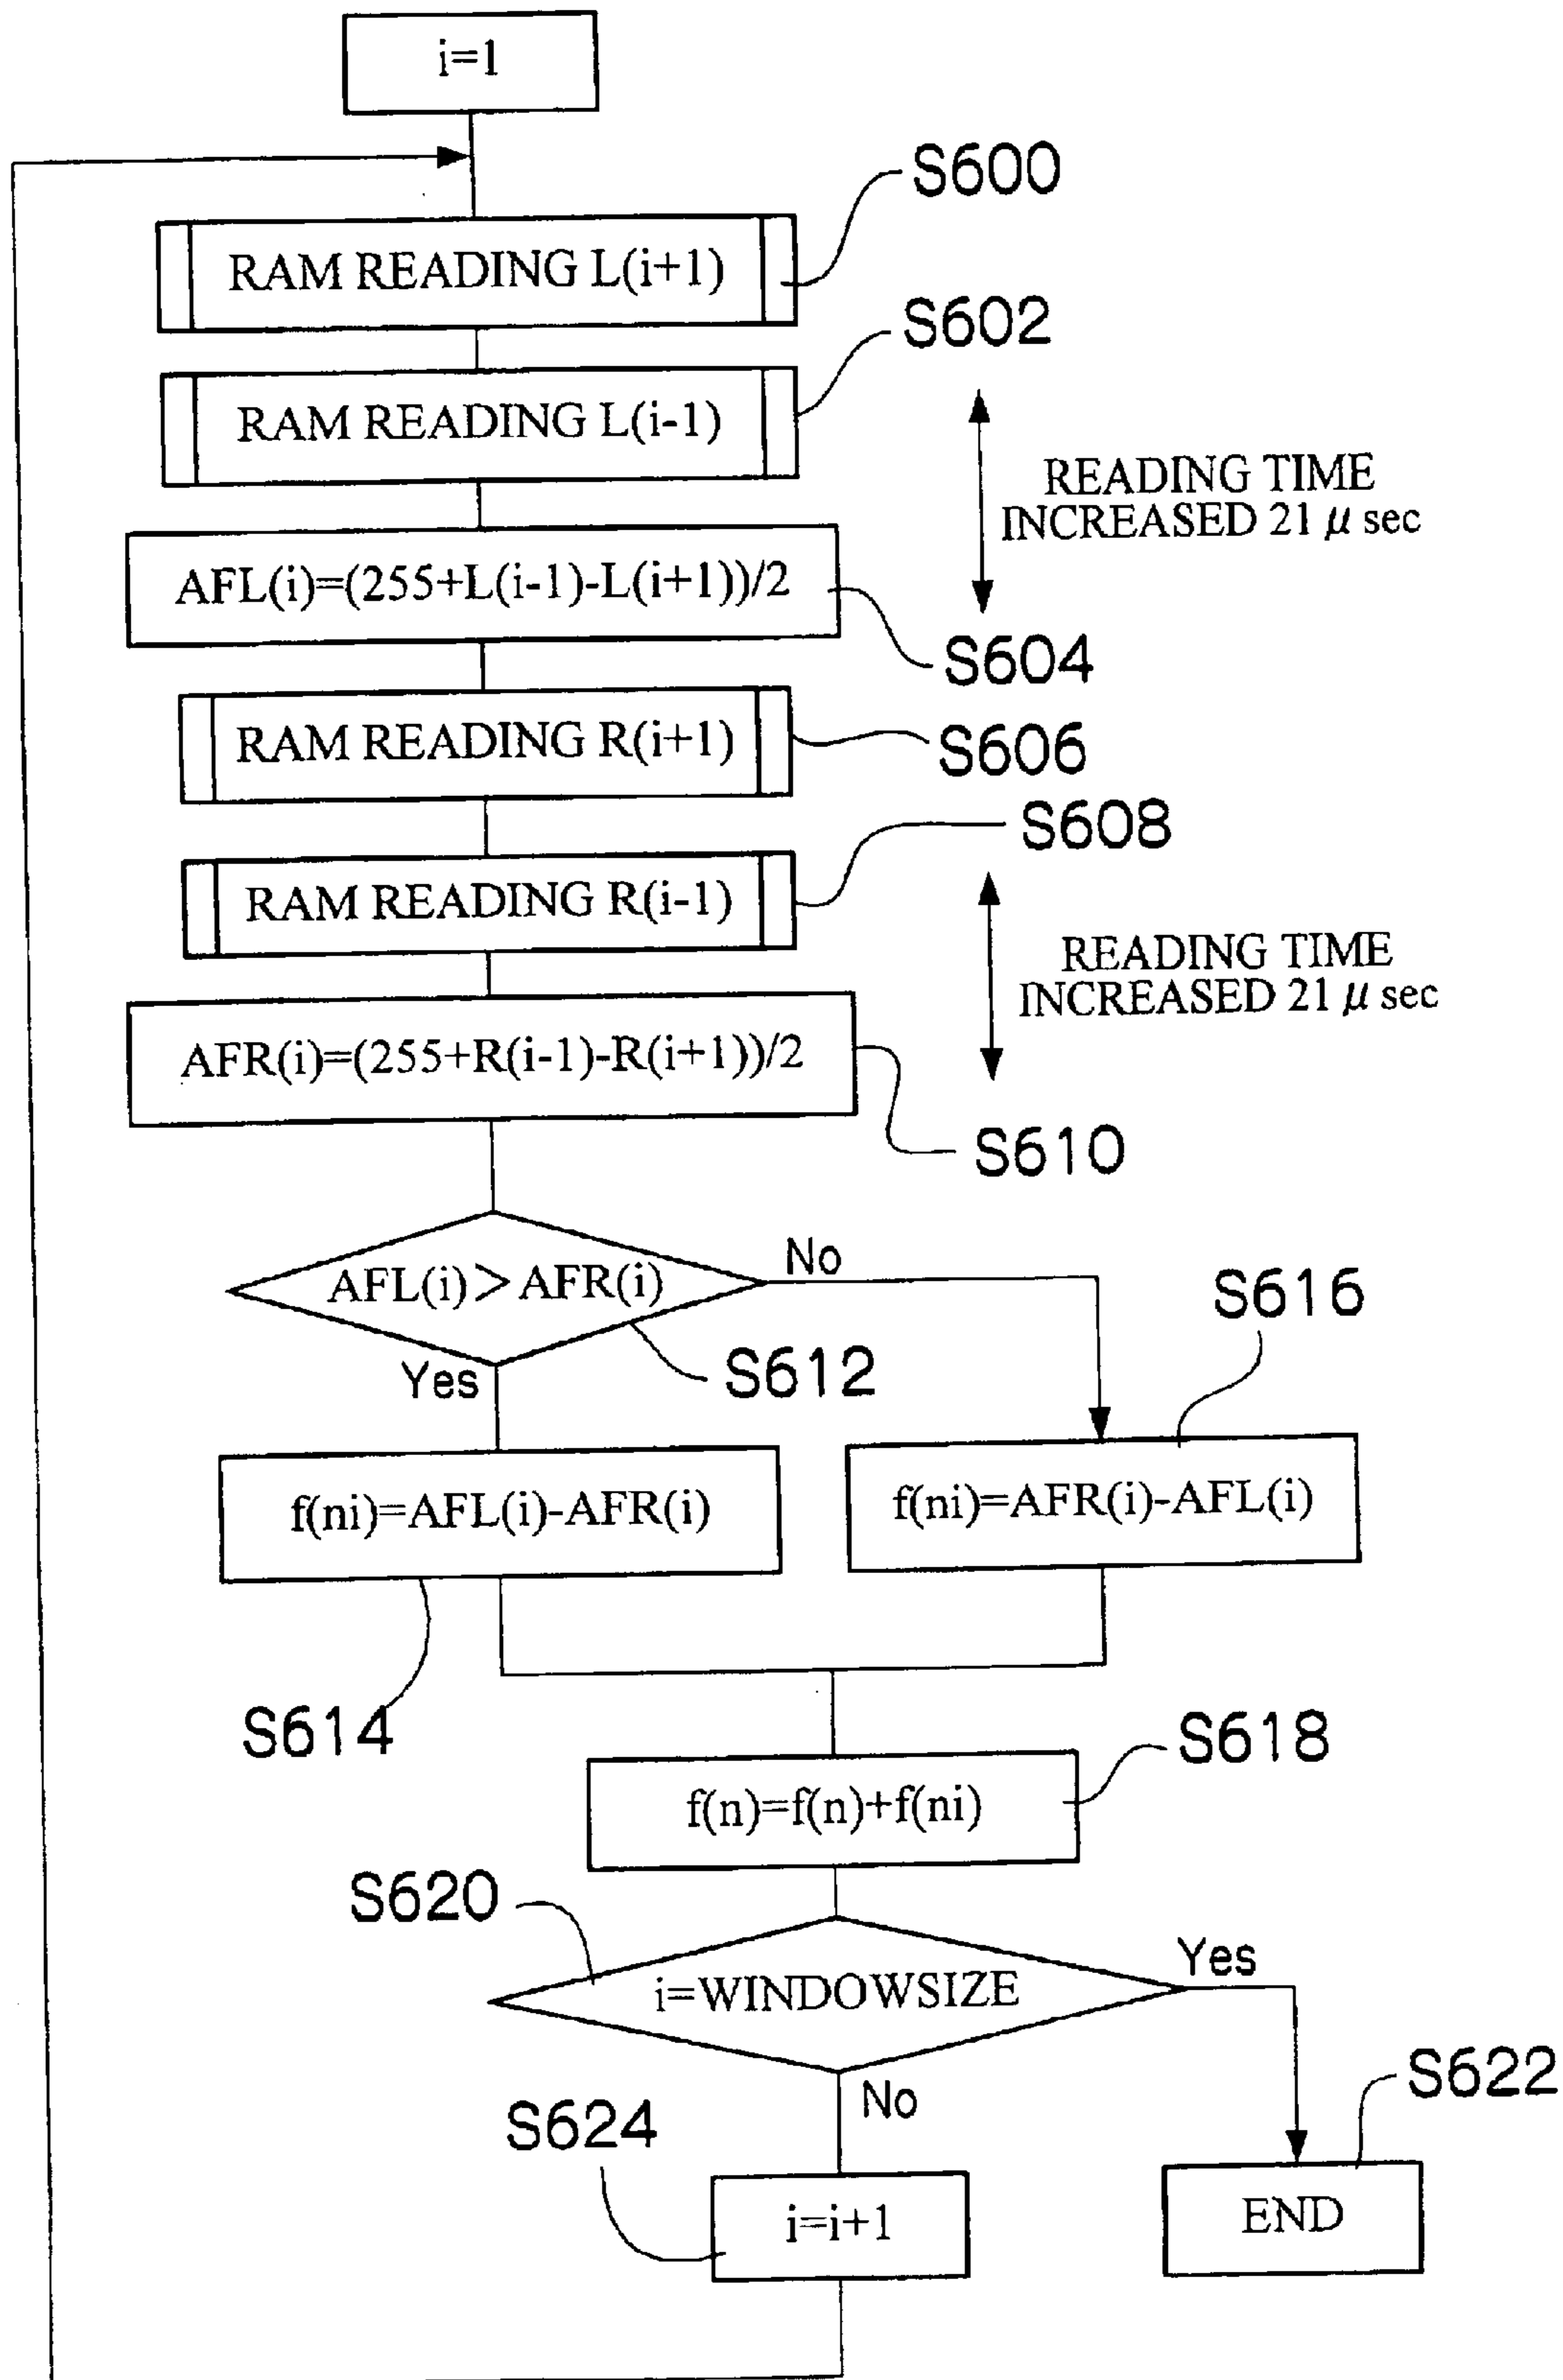 i=1
S600
RAM READING L(i+1)
S602
RAM READING L(i-1)
READING TIME
INCREASED 21 μ sec
AFL(i)=(255+L(i-1)-L(i+1))/2
S604
RAM READING R(i+1)
S606
S608
RAM READING R(i-1)
READING TIME
INCREASED 21 μ sec
AFR(i)=(255+R(i-1)-R(i+1))/2
S610
AFL(i)>AFR(i)
No
S616
S612
Yes
f(ni)=AFL(i)-AFR(i)
f(ni)=AFR(i)-AFL(i)
S614
S618
f(n)=f(n)+f(ni)
S620
i=WINDOWSIZE
Yes
S622
No
S624
i=i+1
END